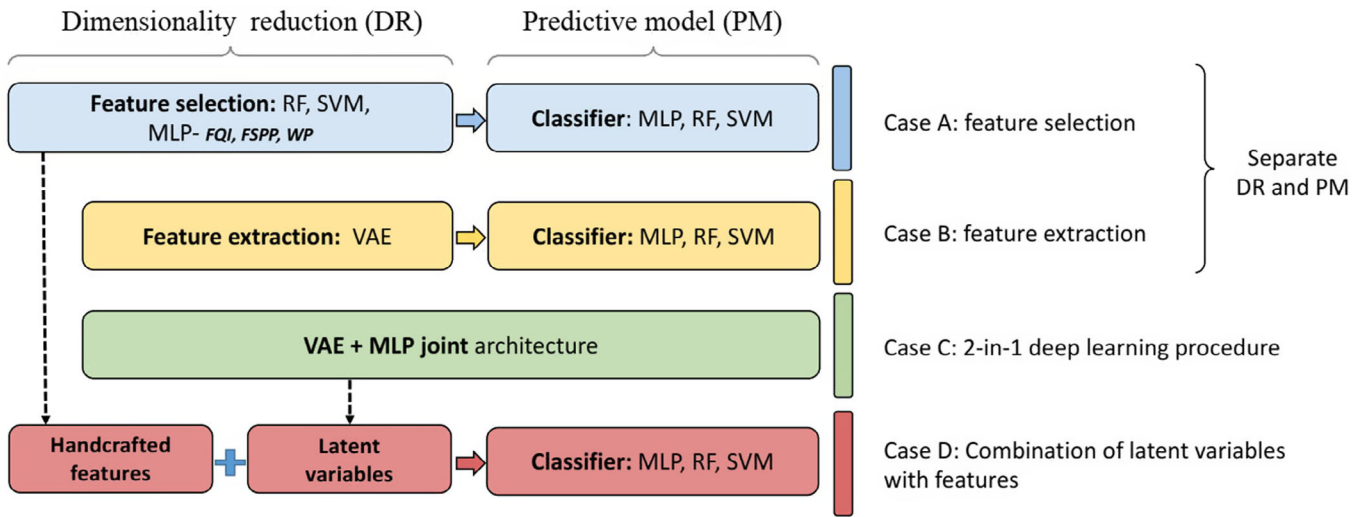 Dimensionality reduction (DR)
Predictive model (PM)
Feature selection: RF, SVM,
MLP- FQI, FSPP, WP
Classifier: MLP, RF, SVM
Case A: feature selection
Separate
DR and PM
Feature extraction: VAE
Classifier: MLP, RF, SVM
Case B: feature extraction
VAE + MLP joint architecture
Case C: 2-in-1 deep learning procedure
Handcrafted
features
Latent
variables
Classifier: MLP, RF, SVM
Case D: Combination of latent variables
with features